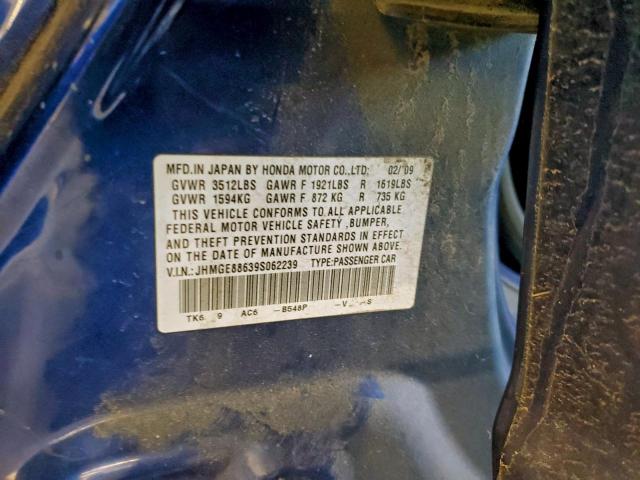 MFD.IN JAPAN BY HONDA MOTOR CO.,LTD: 02/'09
GVWR 3512LBS GAWR F 1921LBS R 1619LBS
GVWR 1594KG GAWR F 872 KG R 735 KG
THIS VEHICLE CONFORMS TO ALL APPLICABLE
FEDERAL MOTOR VEHICLE SAFETY ,BUMPER,
AND THEFT PREVENTION STANDARDS IN EFFECT
ON THE DATE OF MANUFACTURE SHOWN ABOVE.
V.I.N.: JHMGE88639S062239 TYPE:PASSENGER CAR
AC6 -B548P